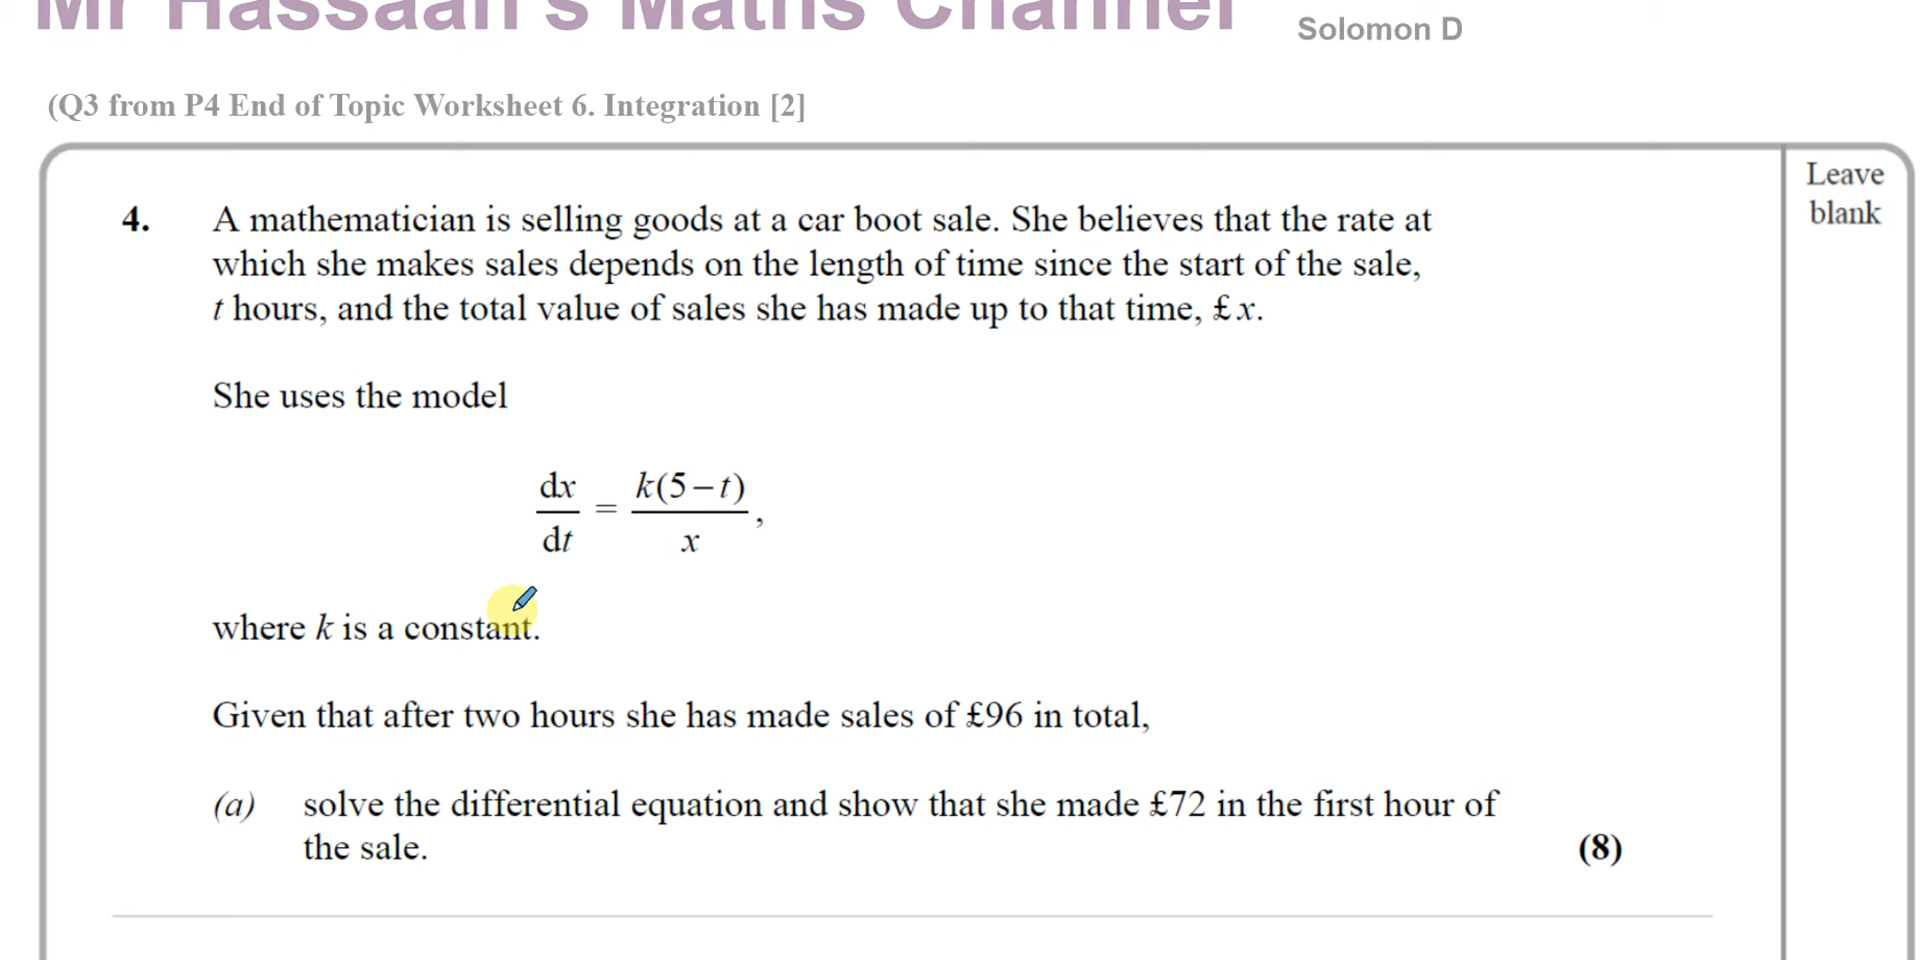 Mr Hassaan's Maths Channel
Solomon D
(Q3 from P4 End of Topic Worksheet 6. Integration [2]
Leave
blank
4. A mathematician is selling goods at a car boot sale. She believes that the rate at
which she makes sales depends on the length of time since the start of the sale,
t hours, and the total value of sales she has made up to that time, £x.
She uses the model
dx/dt = k(5 – t)/x,
where k is a constant.
Given that after two hours she has made sales of £96 in total,
(a) solve the differential equation and show that she made £72 in the first hour of
the sale.
(8)